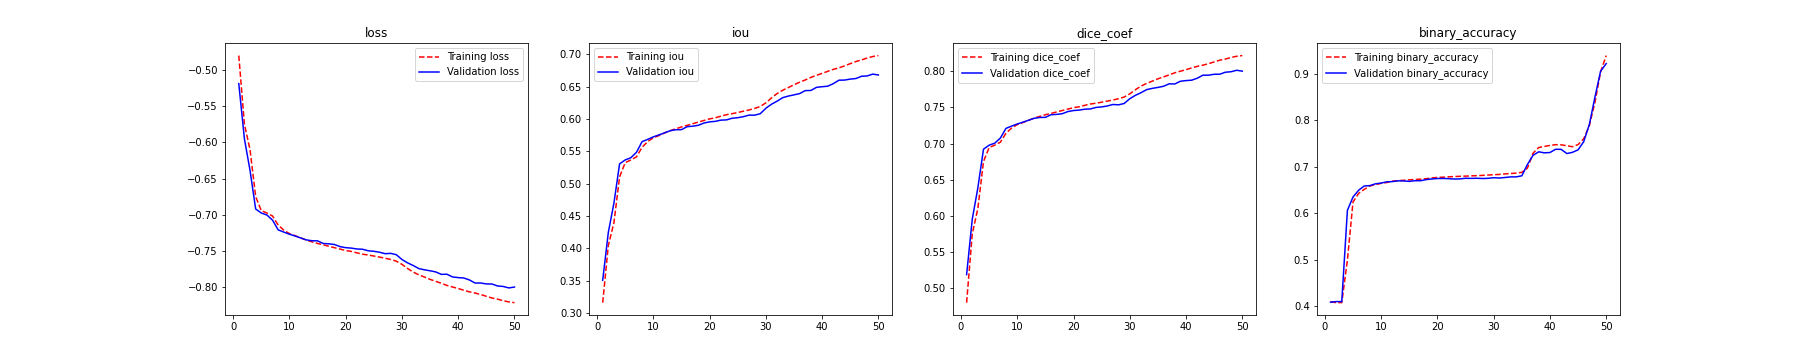 loss
Training loss
Validation loss
−0.50
−0.55
−0.60
−0.65
−0.70
−0.75
−0.80
0 10 20 30 40 50
iou
Training iou
Validation iou
0.70
0.65
0.60
0.55
0.50
0.45
0.40
0.35
0.30
0 10 20 30 40 50
dice_coef
Training dice_coef
Validation dice_coef
0.80
0.75
0.70
0.65
0.60
0.55
0.50
0 10 20 30 40 50
binary_accuracy
Training binary_accuracy
Validation binary_accuracy
0.9
0.8
0.7
0.6
0.5
0.4
0 10 20 30 40 50